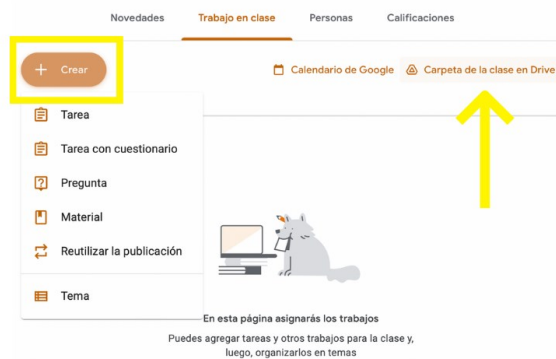 Novedades Trabajo en clase Personas Calificaciones
Crear Calendario de Google Carpeta de la clase en Drive
Tarea
Tarea con cuestionario
Pregunta
Material
Reutilizar la publicación
Tema
En esta página asignarás los trabajos
Puedes agregar tareas y otros trabajos para la clase y,
luego, organizarlos en temas